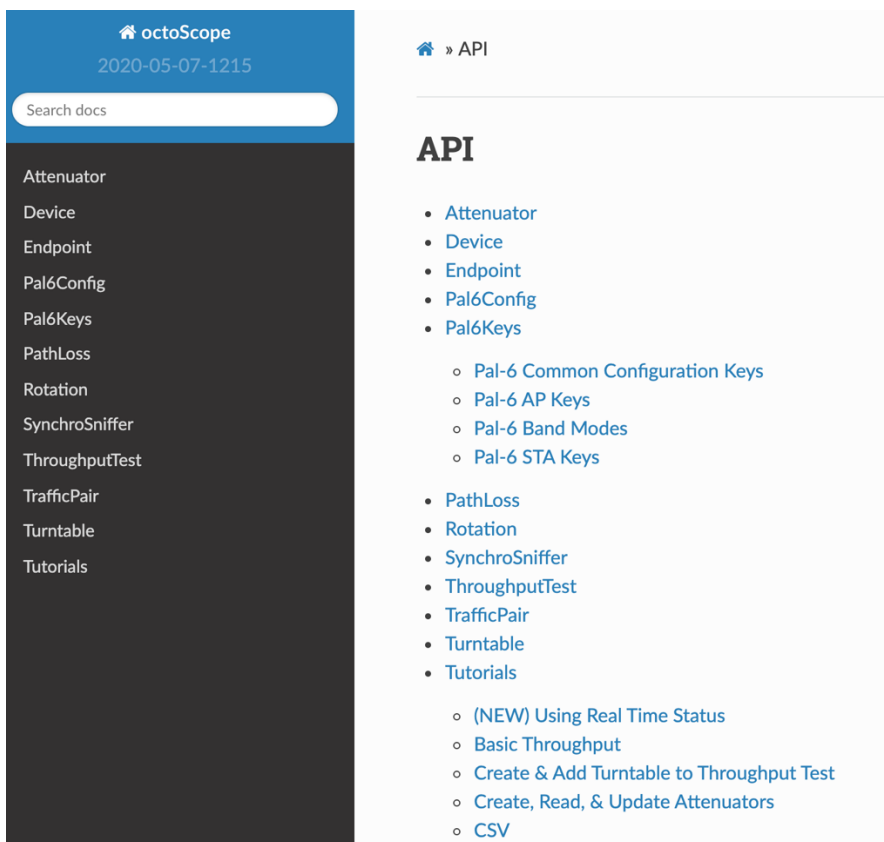 octoScope
2020-05-07-1215
Search docs
Attenuator
Device
Endpoint
Pal6Config
Pal6Keys
PathLoss
Rotation
SynchroSniffer
ThroughputTest
TrafficPair
Turntable
Tutorials
» API
API
• Attenuator
• Device
• Endpoint
• Pal6Config
• Pal6Keys
◦ Pal-6 Common Configuration Keys
◦ Pal-6 AP Keys
◦ Pal-6 Band Modes
◦ Pal-6 STA Keys
• PathLoss
• Rotation
• SynchroSniffer
• ThroughputTest
• TrafficPair
• Turntable
• Tutorials
◦ (NEW) Using Real Time Status
◦ Basic Throughput
◦ Create & Add Turntable to Throughput Test
◦ Create, Read, & Update Attenuators
◦ CSV